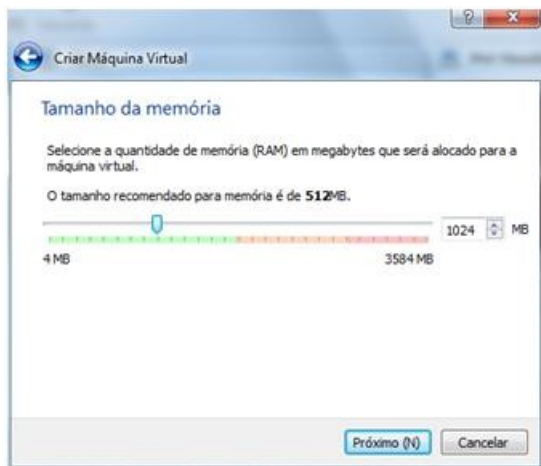 Criar Máquina Virtual
Tamanho da memória
Selecione a quantidade de memória (RAM) em megabytes que será alocado para a
máquina virtual.
O tamanho recomendado para memória é de 512MB.
1024 MB
4 MB 3584 MB
Próximo (N) Cancelar